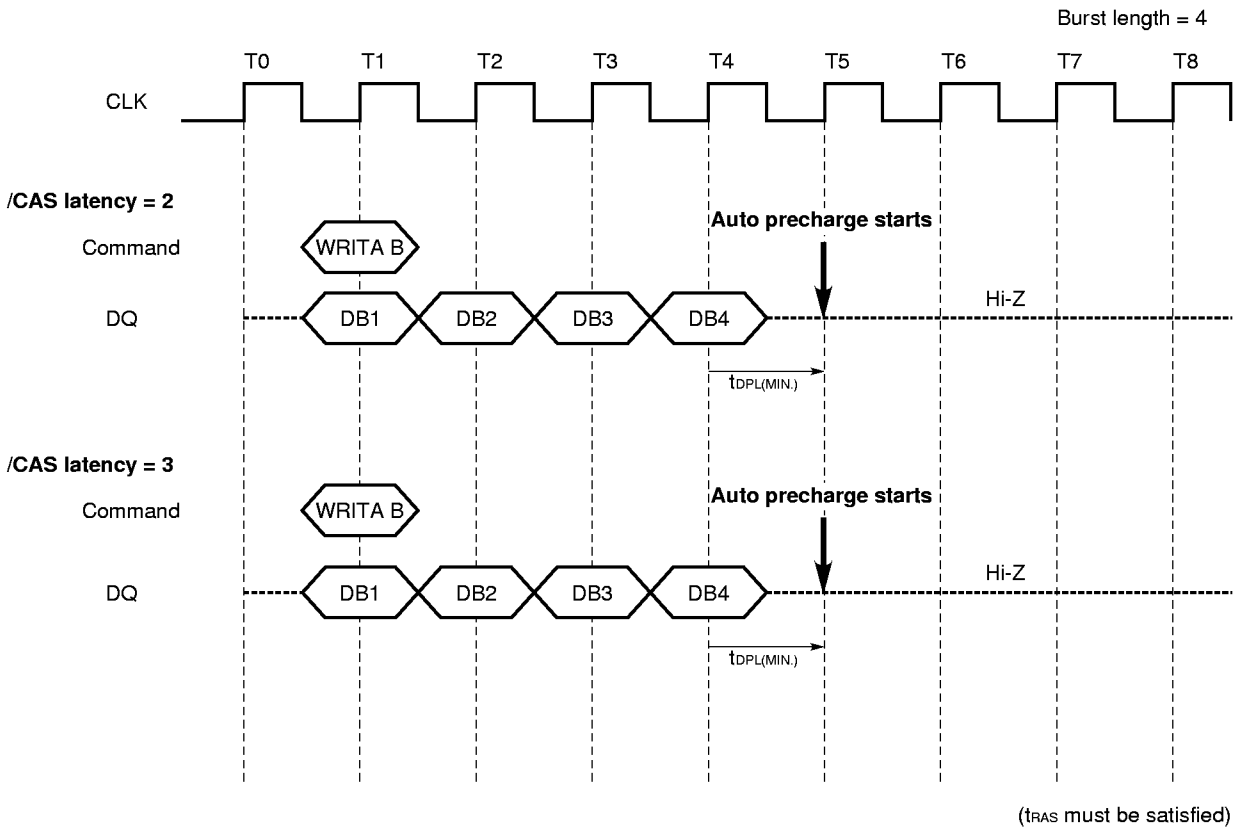 Burst length = 4
T0 T1 T2 T3 T4 T5 T6 T7 T8
CLK
/CAS latency = 2
Auto precharge starts
Command WRITA B
DQ DB1 DB2 DB3 DB4 Hi-Z
tDPL(MIN.)
/CAS latency = 3
Auto precharge starts
Command WRITA B
DQ DB1 DB2 DB3 DB4 Hi-Z
tDPL(MIN.)
(tRAS must be satisfied)